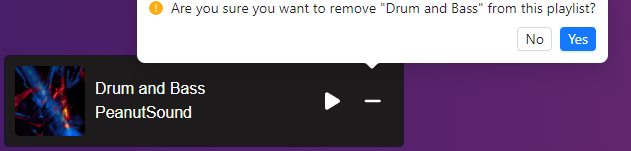 Are you sure you want to remove "Drum and Bass" from this playlist?
No Yes
Drum and Bass
PeanutSound